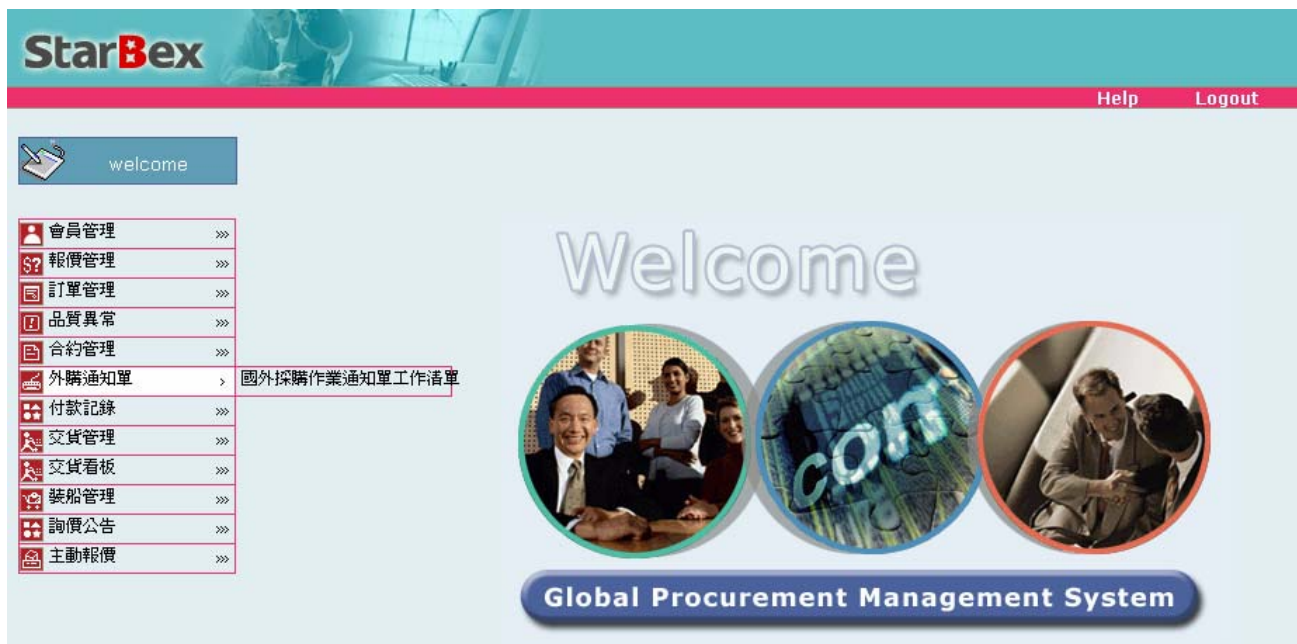 StarBex
Help Logout
welcome
會員管理 »»
報價管理 »»
訂單管理 »»
品質異常 »»
合約管理 »»
外購通知單 › 國外採購作業通知單工作清單
付款記錄 »»
交貨管理 »»
交貨看板 »»
裝船管理 »»
詢價公告 »»
主動報價 »»
Welcome
com
Global Procurement Management System